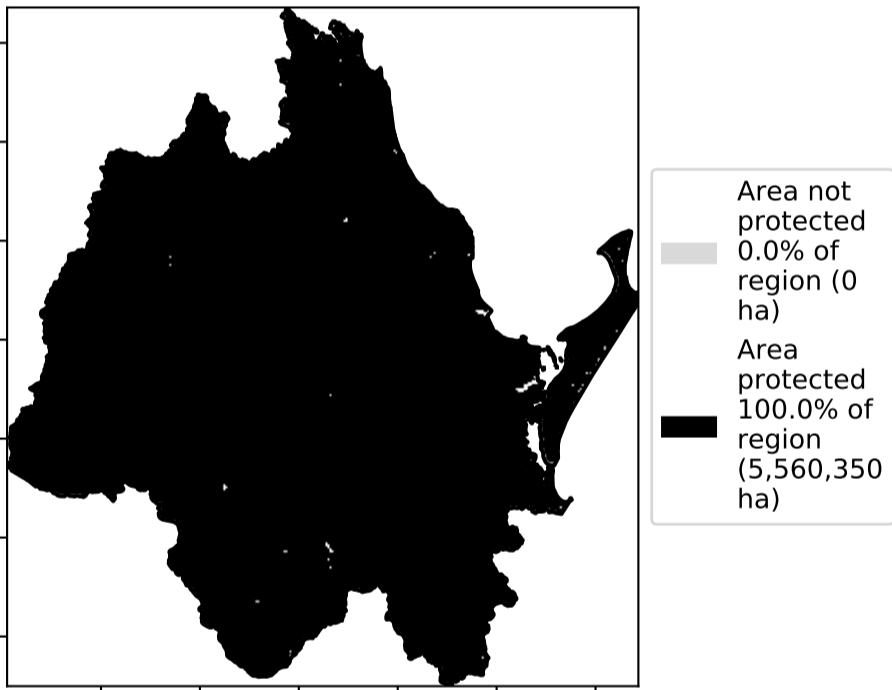 Area not
protected
0.0% of
region (0
ha)
Area
protected
100.0% of
region
(5,560,350
ha)